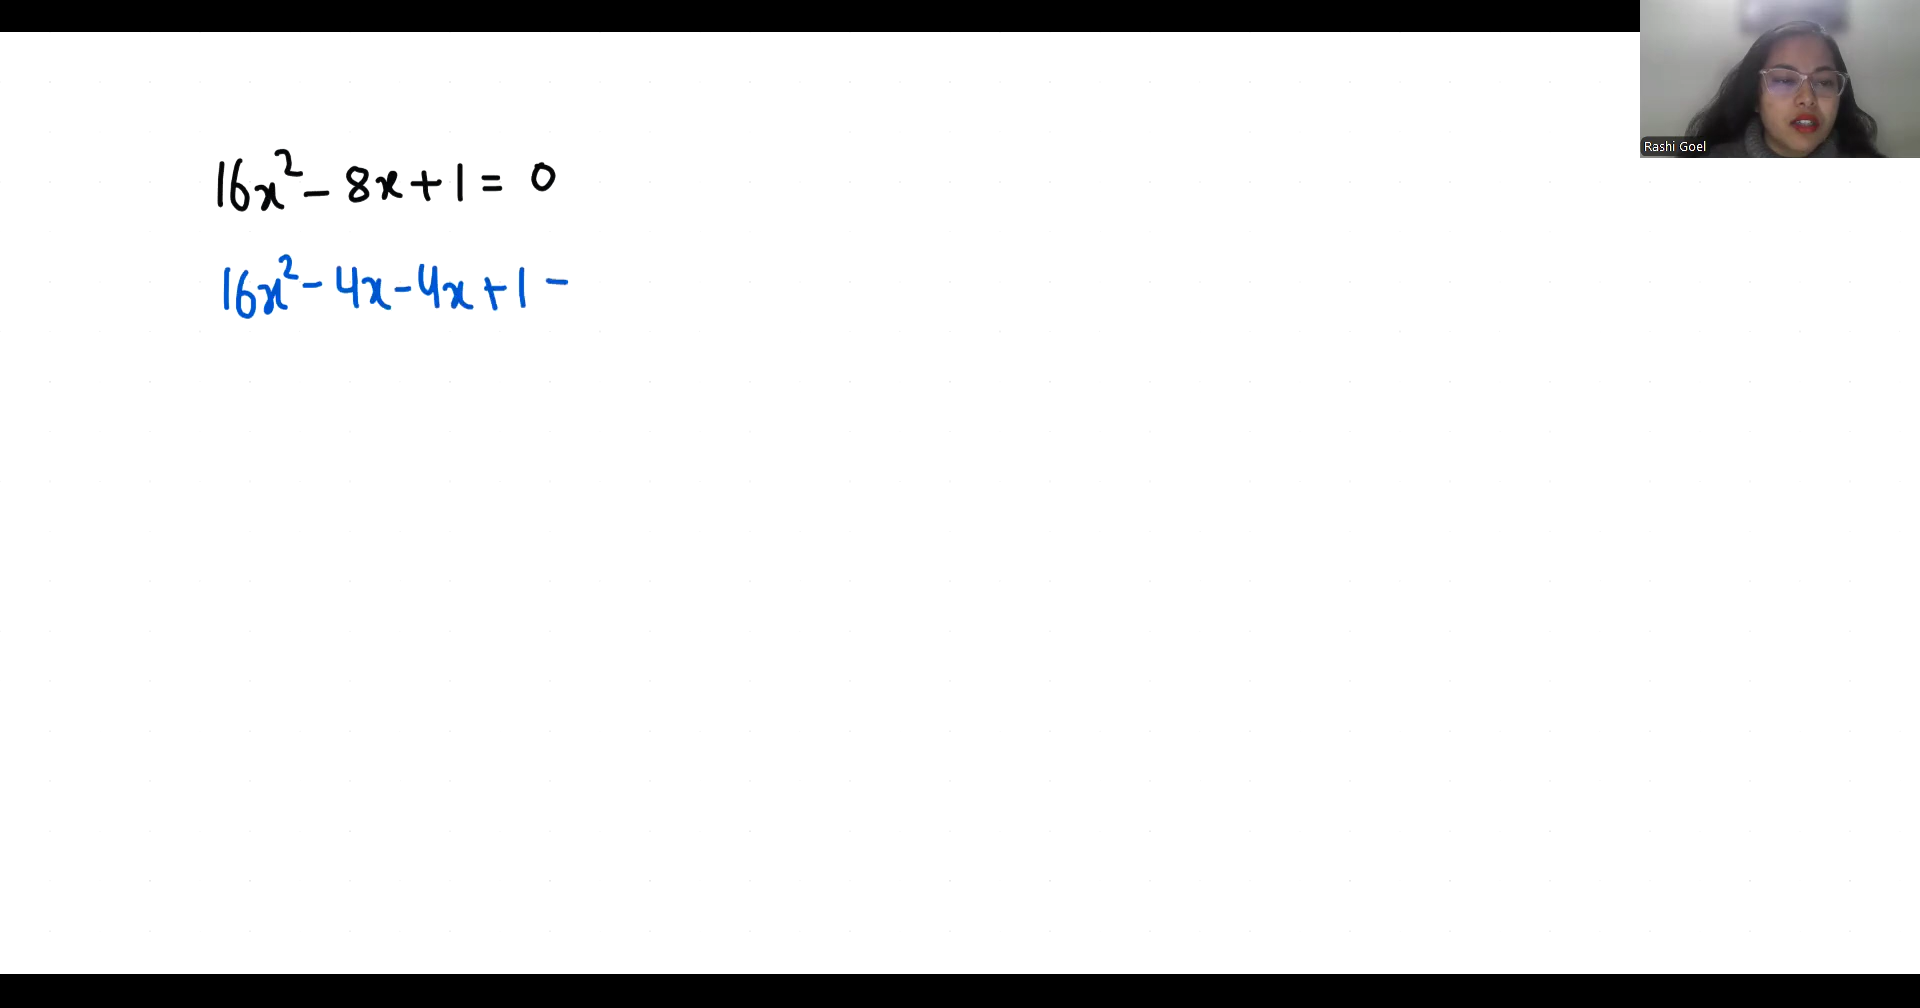 16x² - 8x + 1 = 0
16x² - 4x - 4x + 1 -
Rashi Goel